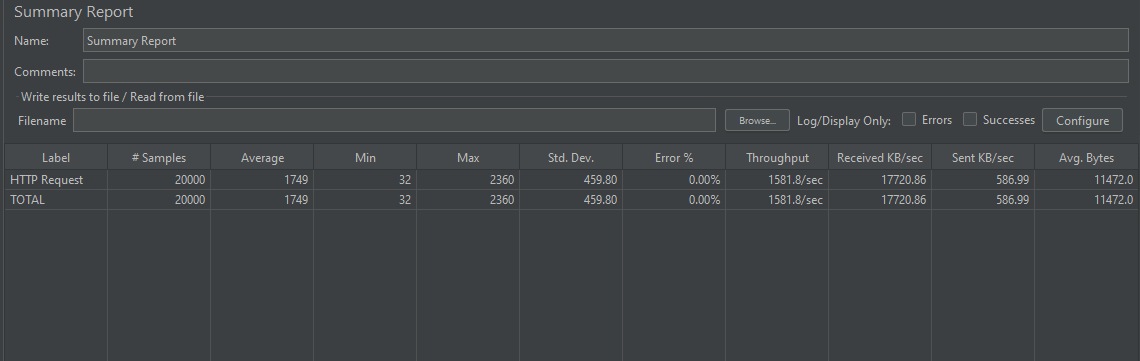 Summary Report
Name: Summary Report
Comments:
Write results to file / Read from file
Filename Browse... Log/Display Only: Errors Successes Configure
Label # Samples Average Min Max Std. Dev. Error % Throughput Received KB/sec Sent KB/sec Avg. Bytes
HTTP Request 20000 1749 32 2360 459.80 0.00% 1581.8/sec 17720.86 586.99 11472.0
TOTAL 20000 1749 32 2360 459.80 0.00% 1581.8/sec 17720.86 586.99 11472.0